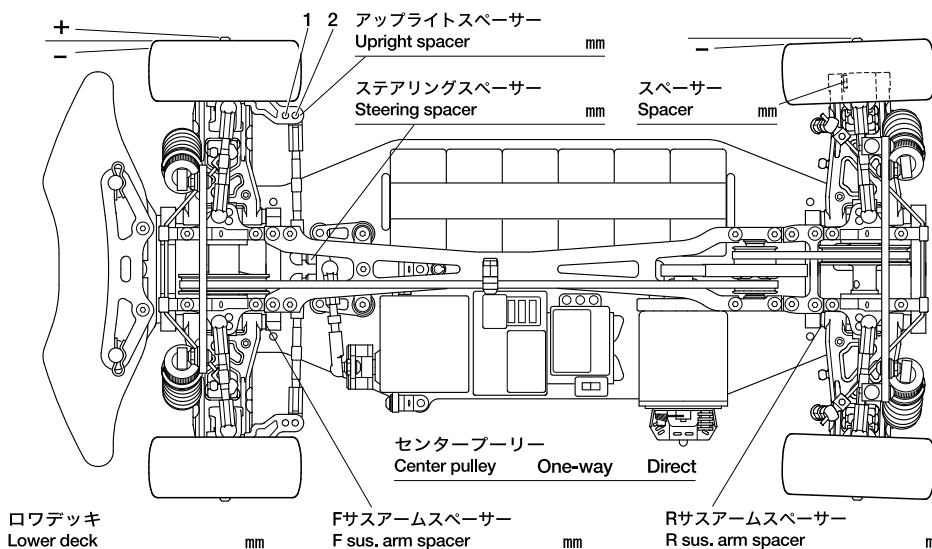 +
−
1 2 アップライトスペーサー
Upright spacer mm
ステアリングスペーサー
Steering spacer mm
−
スペーサー
Spacer mm
センタープーリー
Center pulley One-way Direct
ロワデッキ
Lower deck mm
Fサスアームスペーサー
F sus. arm spacer mm
Rサスアームスペーサー
R sus. arm spacer m